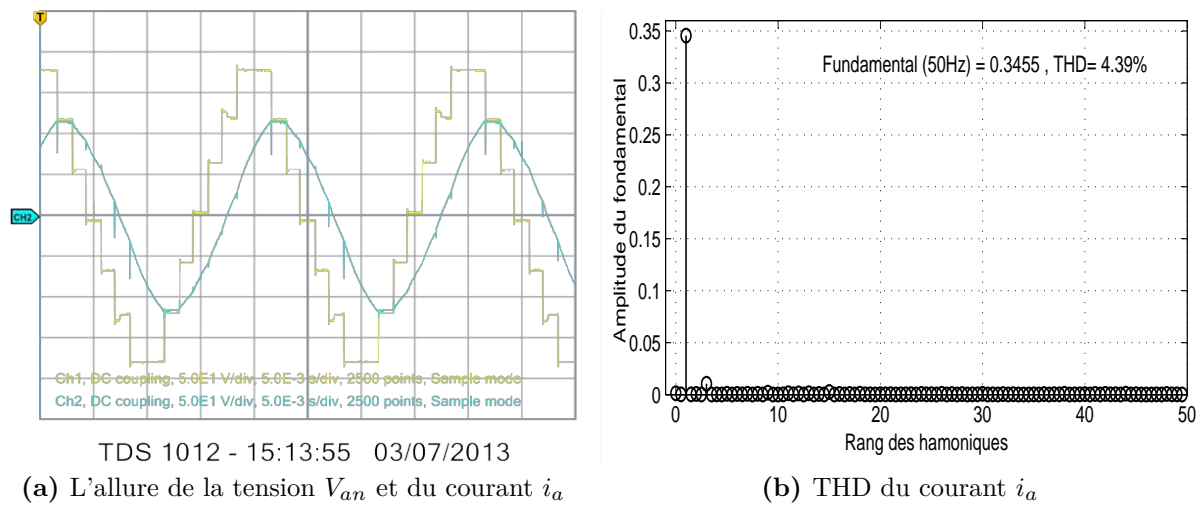 T
CH2
Ch1, DC coupling, 5.0E1 V/div, 5.0E-3 s/div, 2500 points, Sample mode
Ch2, DC coupling, 5.0E1 V/div, 5.0E-3 s/div, 2500 points, Sample mode
TDS 1012 - 15:13:55 03/07/2013
(a) L'allure de la tension Van et du courant ia
Amplitude du fondamental
0.35
0.3
0.25
0.2
0.15
0.1
0.05
0
Fundamental (50Hz) = 0.3455 , THD= 4.39%
0 10 20 30 40 50
Rang des hamoniques
(b) THD du courant ia